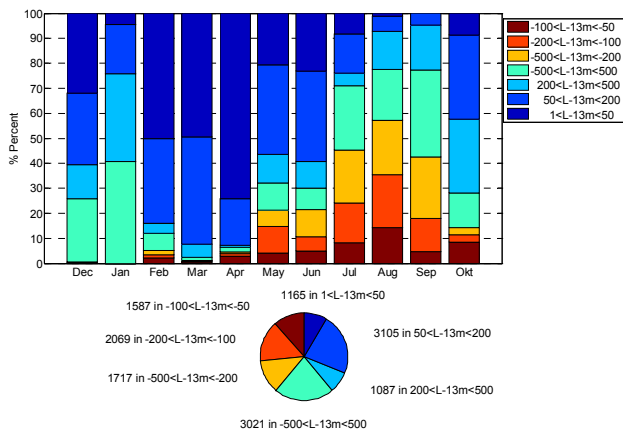 100
90
80
70
60
50
40
30
20
10
0
% Percent
Dec Jan Feb Mar Apr May Jun Jul Aug Sep Okt
-100<L-13m<-50
-200<L-13m<-100
-500<L-13m<-200
-500<L-13m<500
200<L-13m<500
50<L-13m<200
1<L-13m<50
1165 in 1<L-13m<50
1587 in -100<L-13m<-50
3105 in 50<L-13m<200
2069 in -200<L-13m<-100
1717 in -500<L-13m<-200
1087 in 200<L-13m<500
3021 in -500<L-13m<500